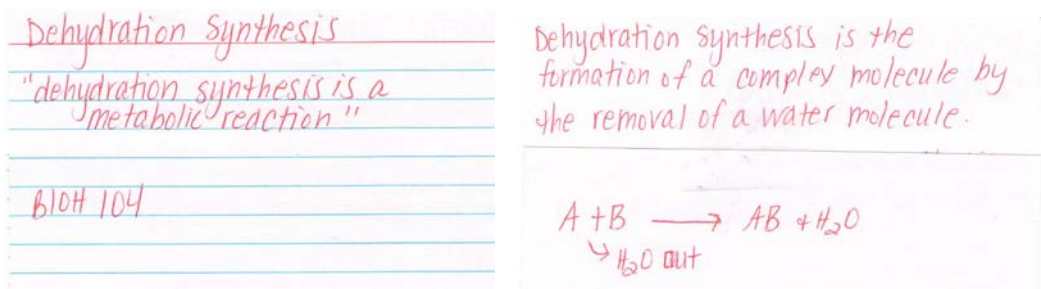 Dehydration Synthesis
"dehydration synthesis is a
metabolic reaction"
BIOH 104
Dehydration Synthesis is the
formation of a complex molecule by
the removal of a water molecule.
A + B ⟶ AB + H₂O
↳ H₂O out